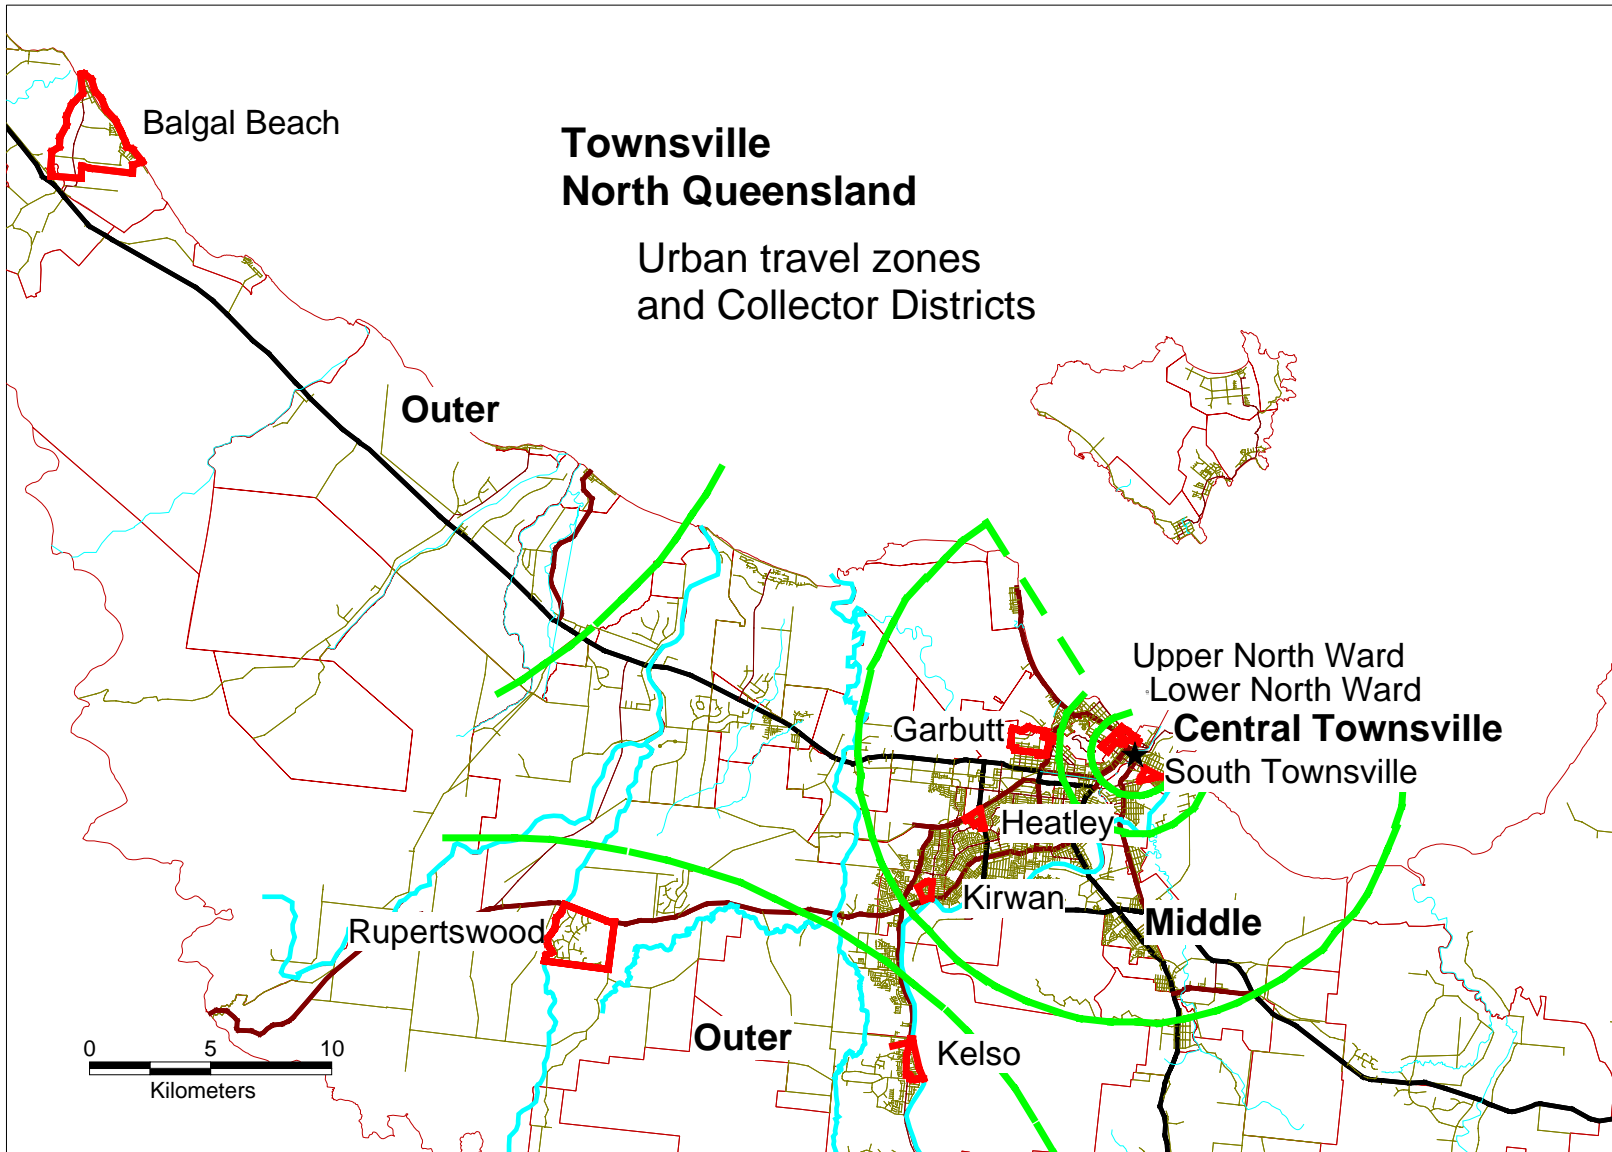 Balgal Beach
Townsville
North Queensland
Urban travel zones
and Collector Districts
Outer
Upper North Ward
Lower North Ward
Garbutt
Central Townsville
South Townsville
Heatley
Kirwan
Middle
Rupertswood
Outer
Kelso
0 5 10
Kilometers